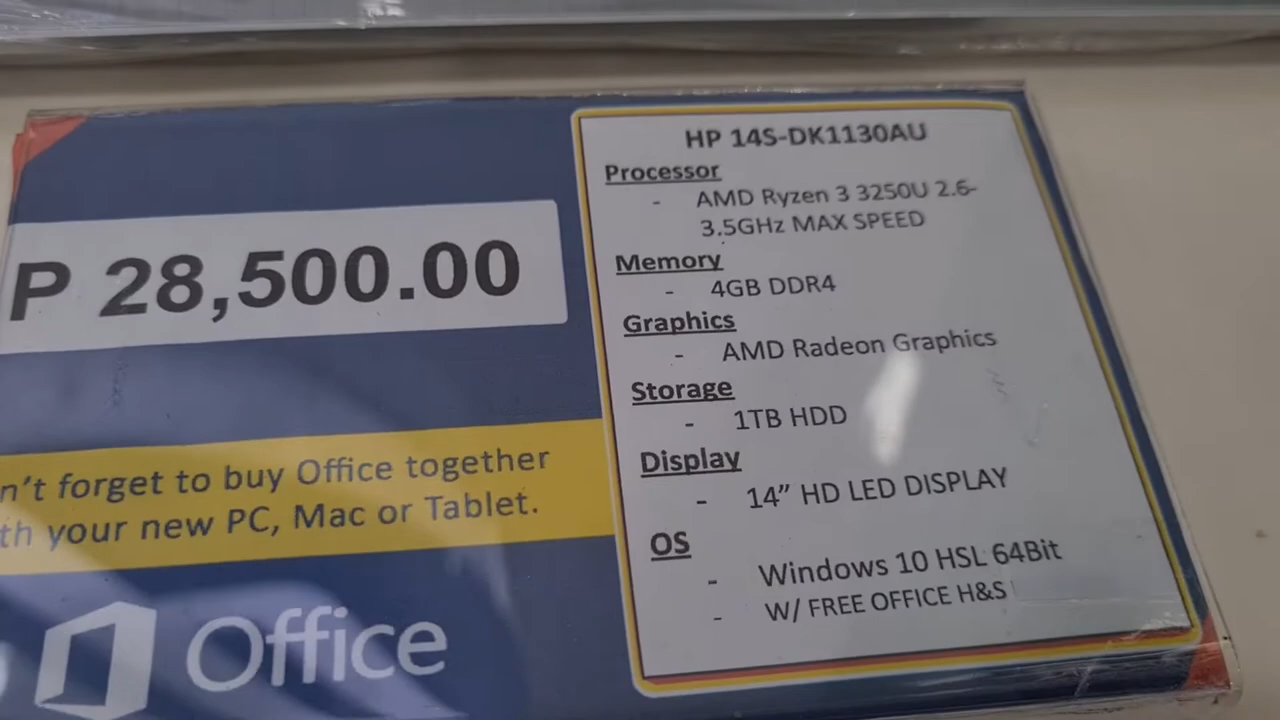 P 28,500.00
n't forget to buy Office together
th your new PC, Mac or Tablet.
Office
HP 14S-DK1130AU
Processor
- AMD Ryzen 3 3250U 2.6-
3.5GHz MAX SPEED
Memory
- 4GB DDR4
Graphics
- AMD Radeon Graphics
Storage
- 1TB HDD
Display
- 14” HD LED DISPLAY
OS
- Windows 10 HSL 64Bit
- W/ FREE OFFICE H&S